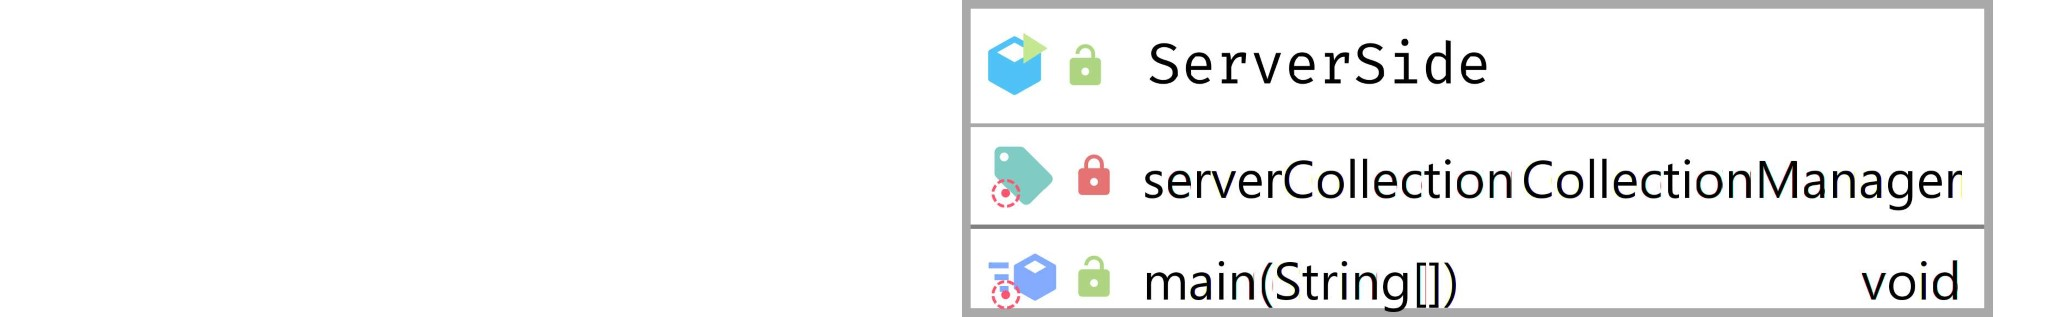 ServerSide
serverCollection CollectionManager
main(String[]) void